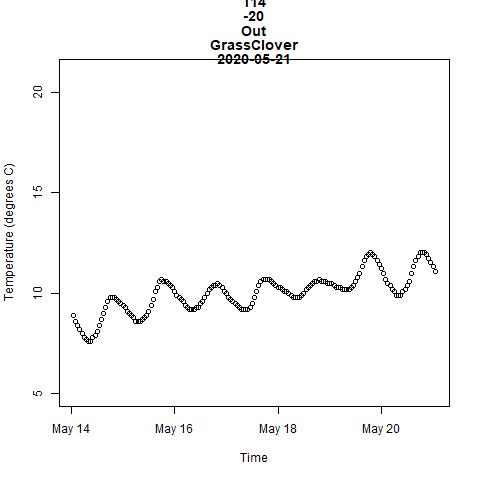 114
-20
Out
GrassClover
2020-05-21
Temperature (degrees C)
20
15
10
5
May 14
May 16
May 18
May 20
Time